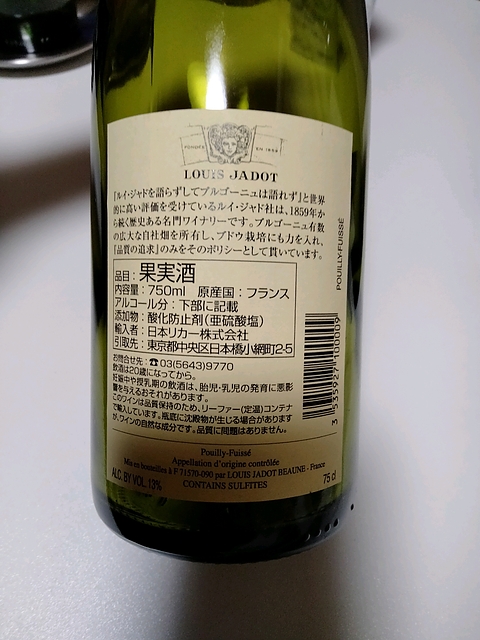 FONDÉE EN 1859
LOUIS JADOT
『ルイ・ジャドを語らずしてブルゴーニュは語れず』と世界
的に高い評価を受けているルイ・ジャド社は、1859年か
ら続く歴史ある名門ワイナリーです。ブルゴーニュ有数
の広大な自社畑を所有し、ブドウ栽培にも力を入れ、
『品質の追求』のみをそのポリシーとして貫いています。
品目：果実酒
内容量：750ml 原産国：フランス
アルコール分：下部に記載
添加物：酸化防止剤（亜硫酸塩）
輸入者：日本リカー株式会社
引取先：東京都中央区日本橋小網町2-5
お問合せ先：☎03(5643)9770
飲酒は20歳になってから。
妊娠中や授乳期の飲酒は、胎児・乳児の発育に悪影
響を与えるおそれがあります。
このワインは品質保持のため、リーファー（定温）コンテナ
で輸入しています。瓶底に沈殿物が生じる場合があります
が、ワインの自然な成分です。品質に問題はありません。
POUILLY-FUISSÉ
3 535927 110009
Pouilly-Fuissé
Appellation d'origine contrôlée
Mis en bouteilles à F 71570-090 par LOUIS JADOT BEAUNE - France
ALC. BY VOL. 13%
CONTAINS SULFITES
75 cl